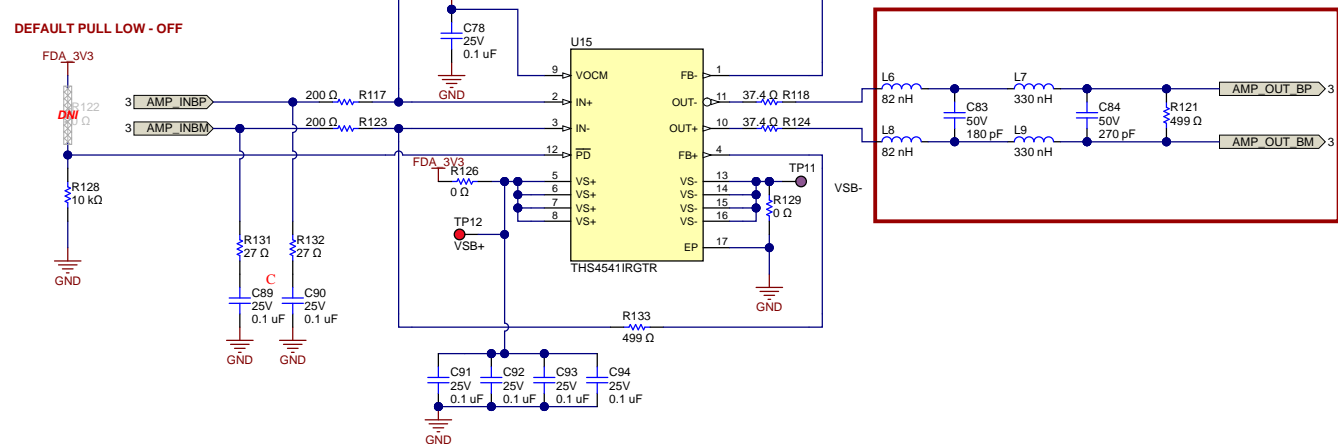 DEFAULT PULL LOW - OFF
FDA_3V3
R122
0 Ω
DNI
R128
10 kΩ
GND
3 AMP_INBP
3 AMP_INBM
200 Ω R117
200 Ω R123
R131
27 Ω
R132
27 Ω
C
C89
25V
0.1 uF
C90
25V
0.1 uF
GND
GND
C78
25V
0.1 uF
GND
FDA_3V3
R126
0 Ω
TP12
VSB+
U15
9 VOCM
2 IN+
3 IN-
12 PD
5 VS+
6 VS+
7 VS+
8 VS+
FB- 1
OUT- 11
OUT+ 10
FB+ 4
VS- 13
VS- 14
VS- 15
VS- 16
EP 17
THS4541IRGTR
37.4 Ω R118
37.4 Ω R124
TP11
VSB-
R129
0 Ω
GND
R133
499 Ω
C91
25V
0.1 uF
C92
25V
0.1 uF
C93
25V
0.1 uF
C94
25V
0.1 uF
GND
L6
82 nH
L7
330 nH
L8
82 nH
L9
330 nH
C83
50V
180 pF
C84
50V
270 pF
R121
499 Ω
AMP_OUT_BP 3
AMP_OUT_BM 3